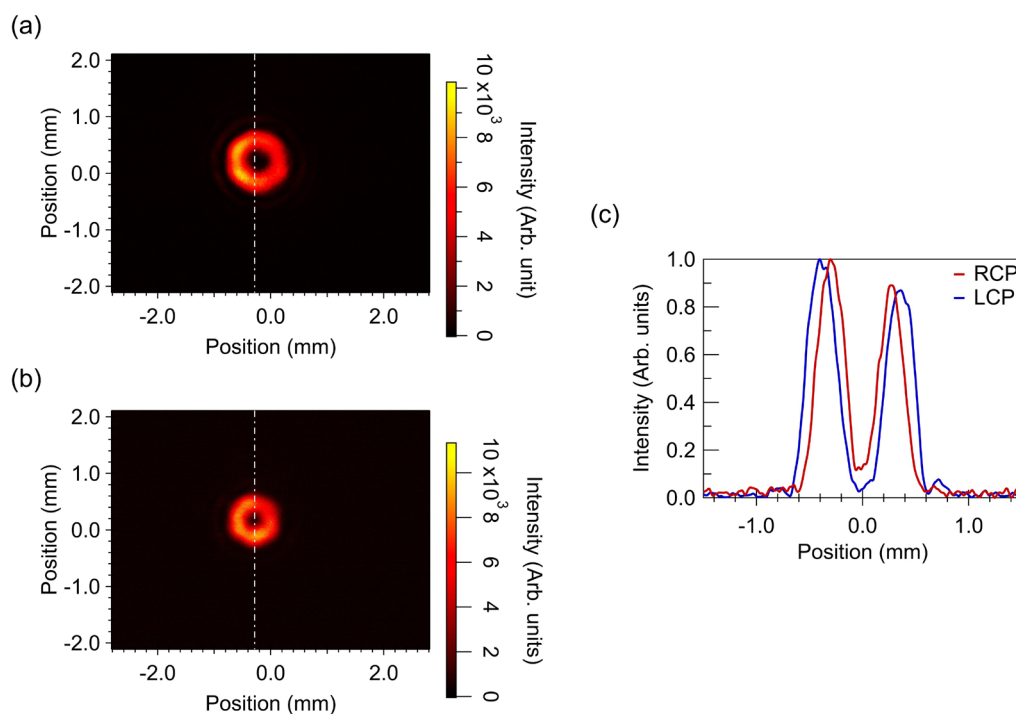 (a)
2.0
1.0
0.0
-1.0
-2.0
Position (mm)
-2.0 0.0 2.0
Position (mm)
10 x10³
8
6
4
2
0
Intensity (Arb. unit)
(b)
2.0
1.0
0.0
-1.0
-2.0
Position (mm)
-2.0 0.0 2.0
Position (mm)
10 x10³
8
6
4
2
0
Intensity (Arb. units)
(c)
1.0
0.8
0.6
0.4
0.2
0.0
Intensity (Arb. units)
RCP
LCP
-1.0 0.0 1.0
Position (mm)